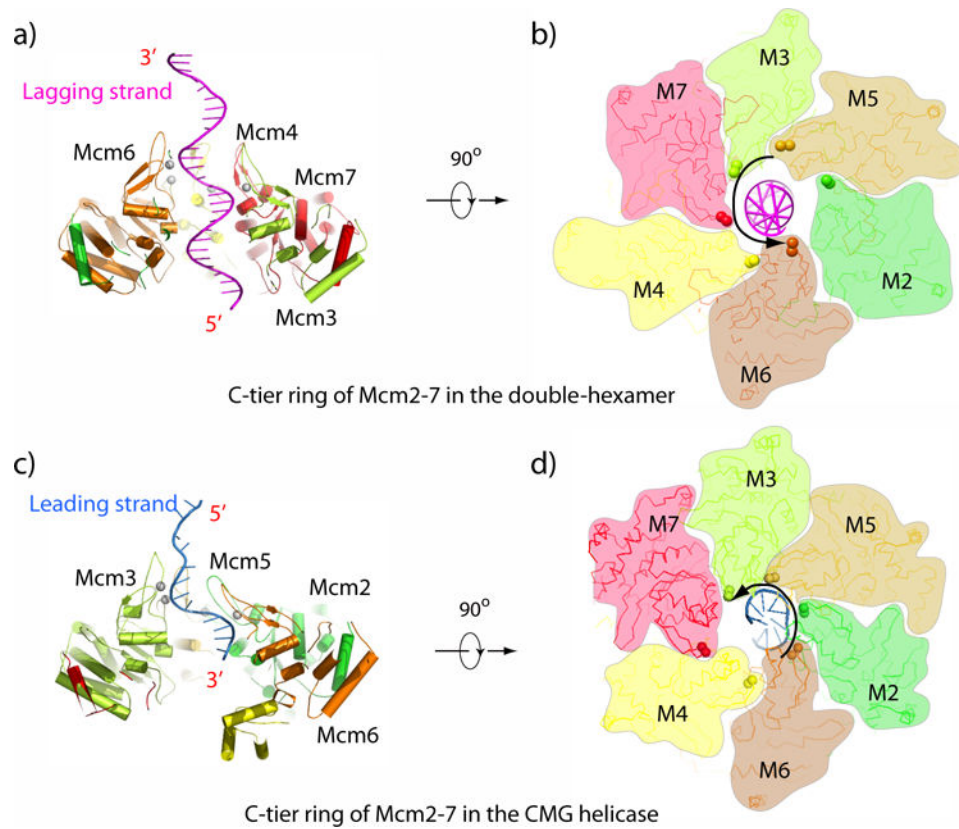 a)
3′
Lagging strand
Mcm4
Mcm6
Mcm7
5′
Mcm3
90o
b)
M3
M7
M5
M4
M2
M6
C-tier ring of Mcm2-7 in the double-hexamer
c)
Leading strand
5′
Mcm5
Mcm3
Mcm2
3′
Mcm6
90o
d)
M3
M7
M5
M4
M2
M6
C-tier ring of Mcm2-7 in the CMG helicase